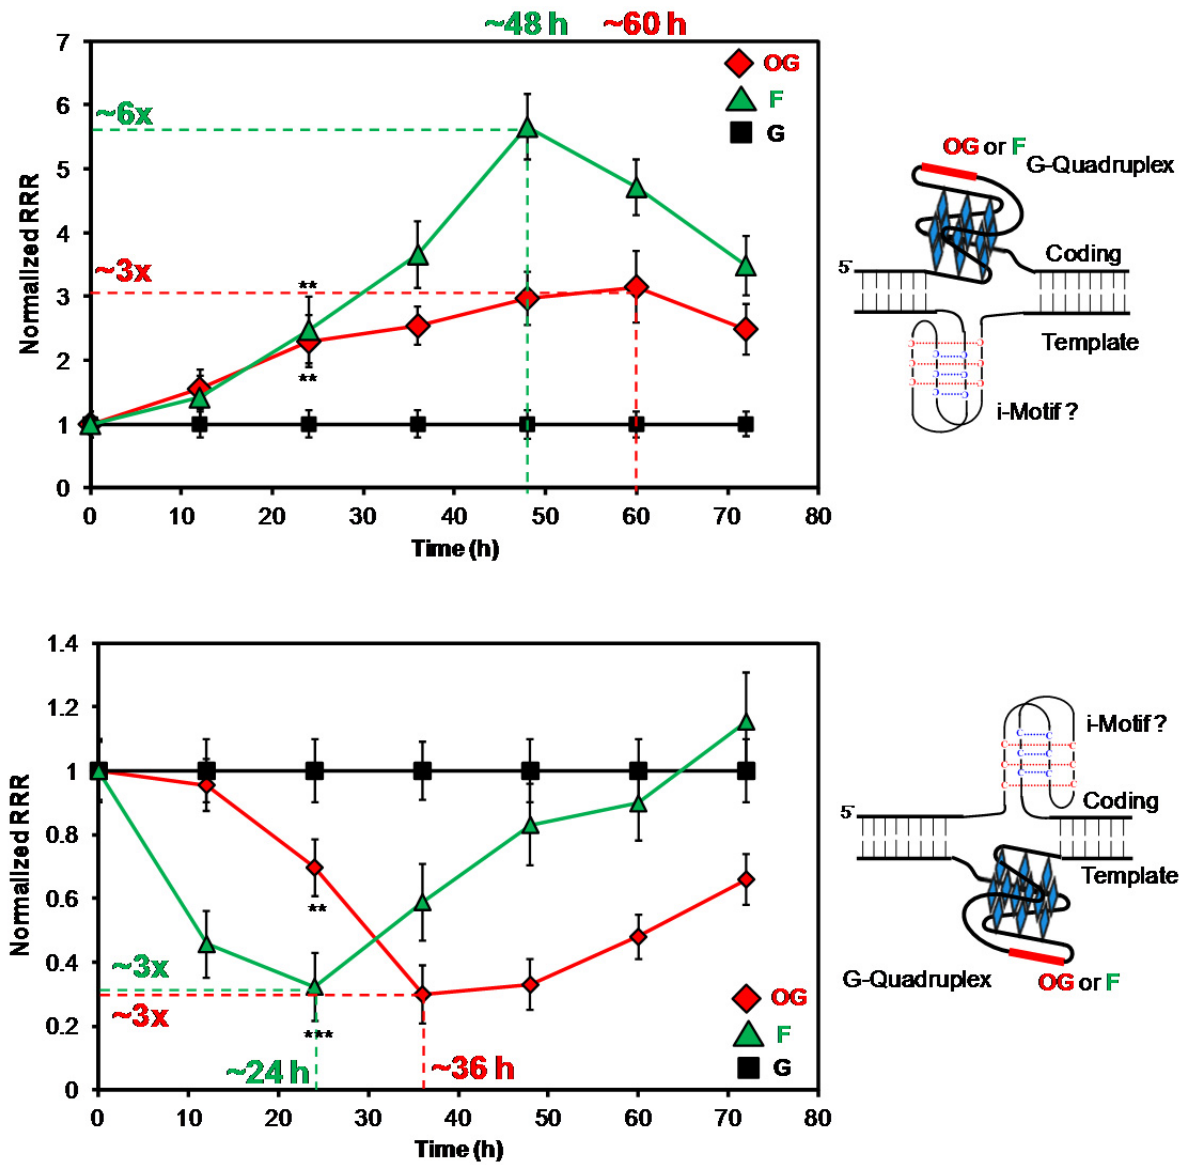 ~48 h ~60 h
7
6
5
4
3
2
1
0
Normalized RRR
~6x
~3x
**
**
OG
F
G
0 10 20 30 40 50 60 70 80
Time (h)
OG or F
G-Quadruplex
5'
Coding
Template
i-Motif ?
1.4
1.2
1
0.8
0.6
0.4
0.2
0
Normalized RRR
~3x
~3x
**
***
~24 h
~36 h
OG
F
G
0 10 20 30 40 50 60 70 80
Time (h)
i-Motif ?
5'
Coding
Template
G-Quadruplex
OG or F